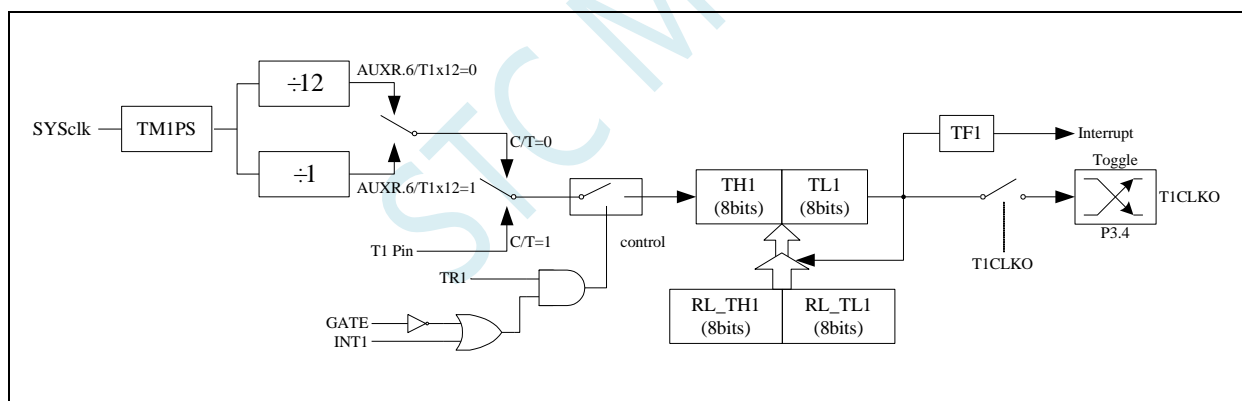 STC M
SYSclk
TM1PS
÷12
÷1
AUXR.6/T1x12=0
AUXR.6/T1x12=1
C/T=0
C/T=1
T1 Pin
control
TR1
GATE
INT1
TH1
(8bits)
TL1
(8bits)
RL_TH1
(8bits)
RL_TL1
(8bits)
TF1
Interrupt
Toggle
T1CLKO
P3.4
T1CLKO